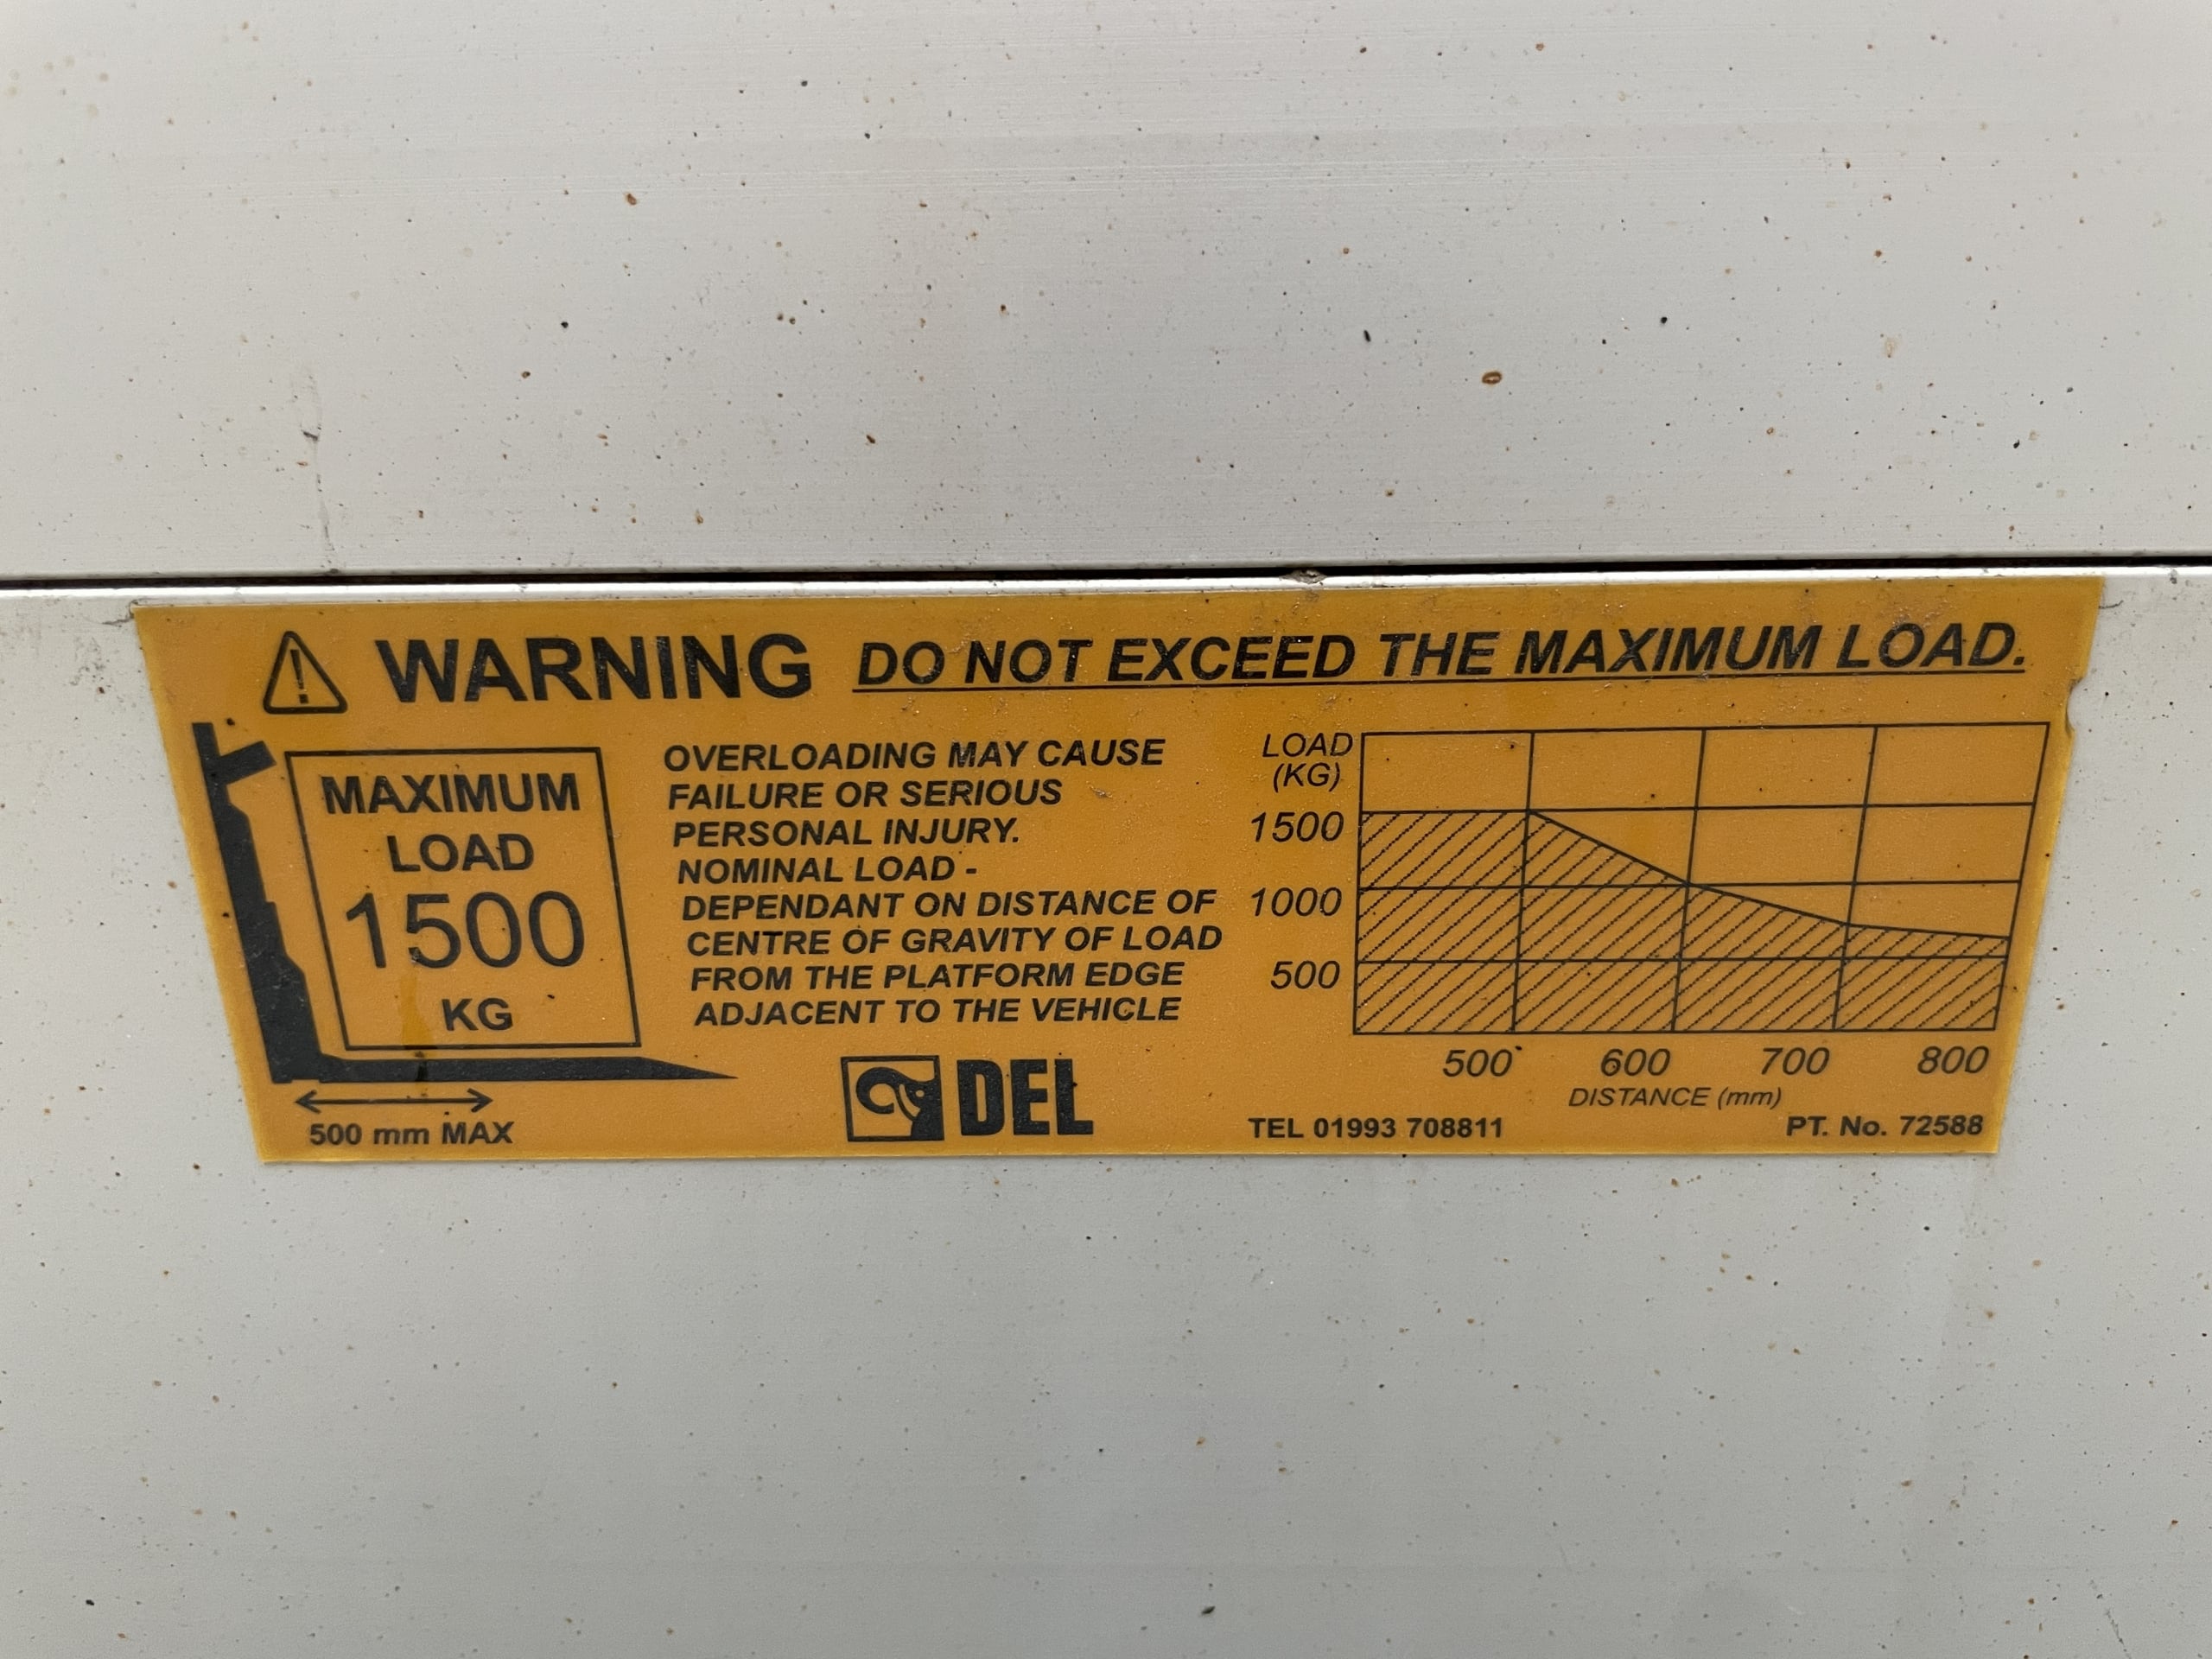 WARNING DO NOT EXCEED THE MAXIMUM LOAD.
MAXIMUM
LOAD
1500
KG
500 mm MAX
OVERLOADING MAY CAUSE
FAILURE OR SERIOUS
PERSONAL INJURY.
NOMINAL LOAD -
DEPENDANT ON DISTANCE OF
CENTRE OF GRAVITY OF LOAD
FROM THE PLATFORM EDGE
ADJACENT TO THE VEHICLE
DEL
LOAD
(KG)
1500
1000
500
500 600 700 800
DISTANCE (mm)
TEL 01993 708811 PT. No. 72588